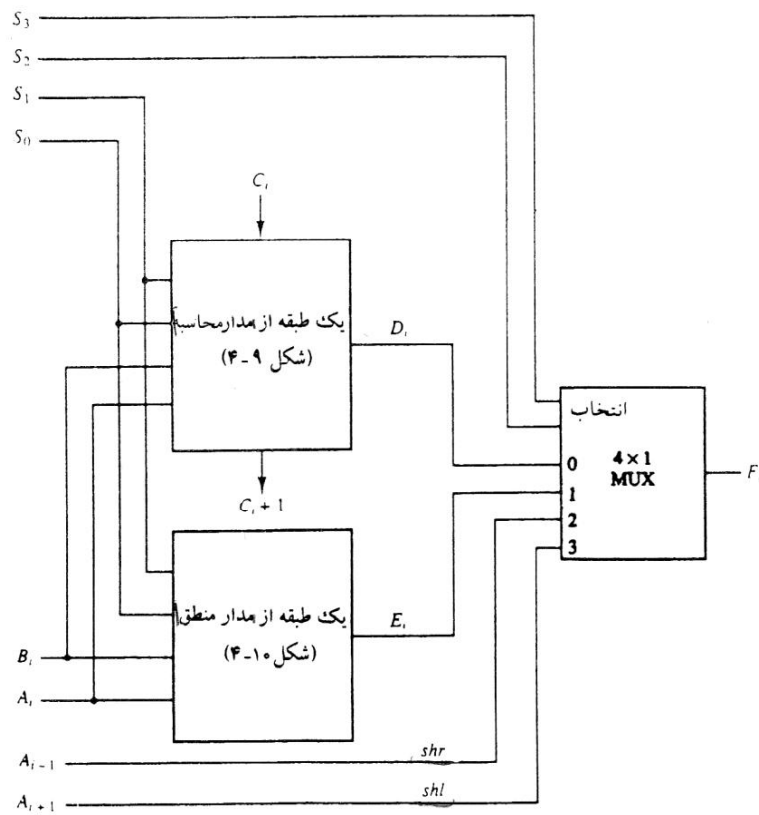 S₃
S₂
S₁
S₀
Cᵢ
یک طبقه از مدار محاسبه
(شکل ۹-۴)
Dᵢ
Cᵢ + 1
انتخاب
4 × 1
MUX
0
1
2
3
F
یک طبقه از مدار منطق
(شکل ۱۰-۴)
Eᵢ
Bᵢ
Aᵢ
Aᵢ₋₁
shr
Aᵢ₊₁
shl